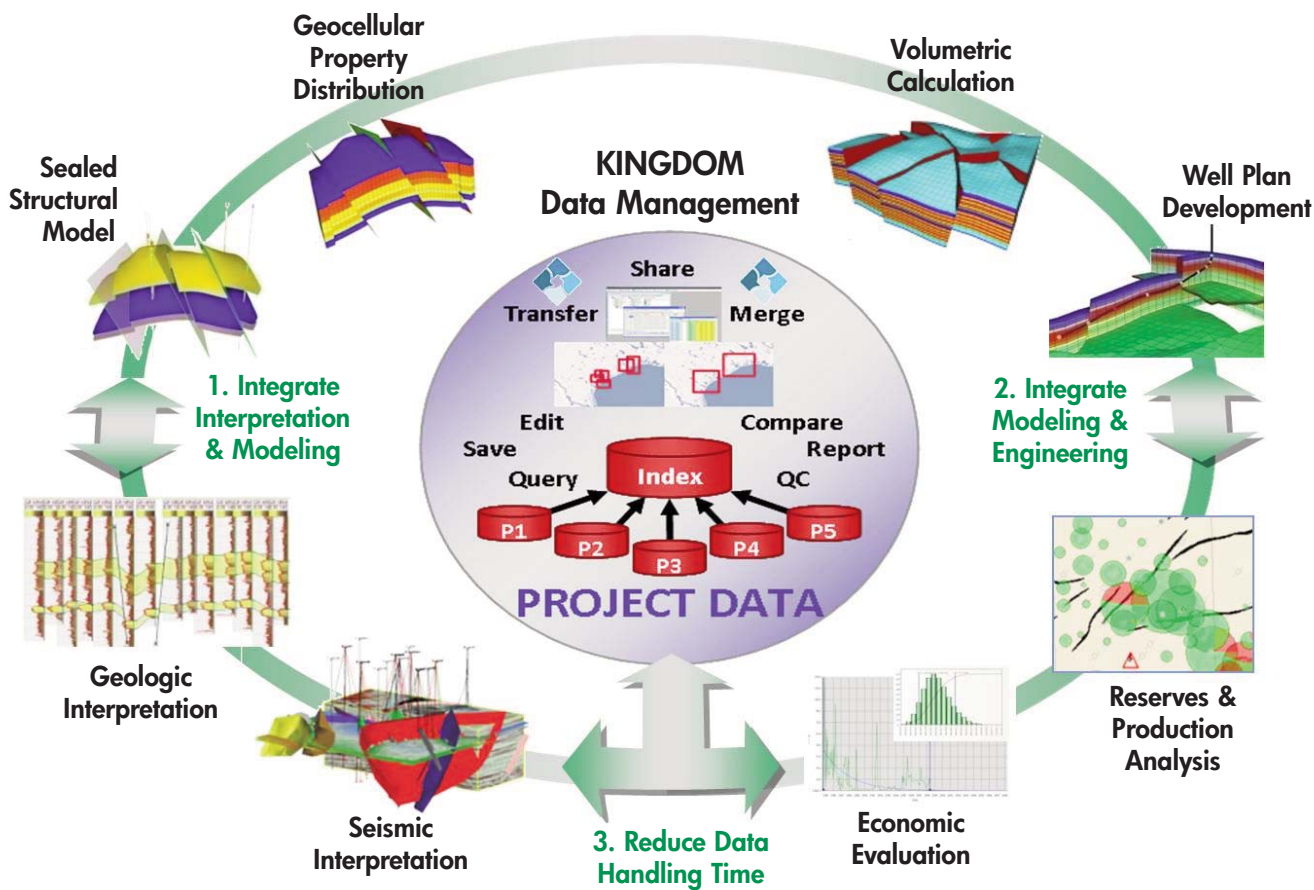 Geocellular
Property
Distribution
Volumetric
Calculation
Sealed
Structural
Model
KINGDOM
Data Management
Well Plan
Development
Share
Transfer
Merge
1. Integrate
Interpretation
& Modeling
2. Integrate
Modeling &
Engineering
Edit
Compare
Save
Report
Query
Index
QC
P1
P2
P3
P4
P5
PROJECT DATA
Geologic
Interpretation
Reserves &
Production
Analysis
Seismic
Interpretation
3. Reduce Data
Handling Time
Economic
Evaluation